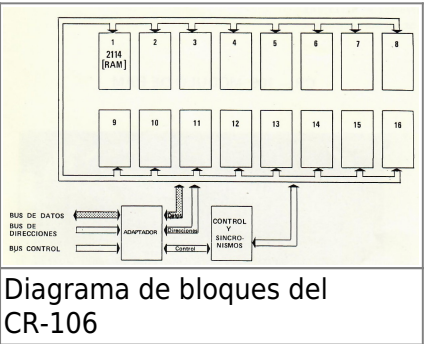 1 2 3 4 5 6 7 8
2114
[RAM]
9 10 11 12 13 14 15 16
BUS DE DATOS
BUS DE
DIRECCIONES
BUS CONTROL
ADAPTADOR
Datos
Direcciones
Control
CONTROL
Y
SINCRO-
NISMOS
Diagrama de bloques del
CR-106